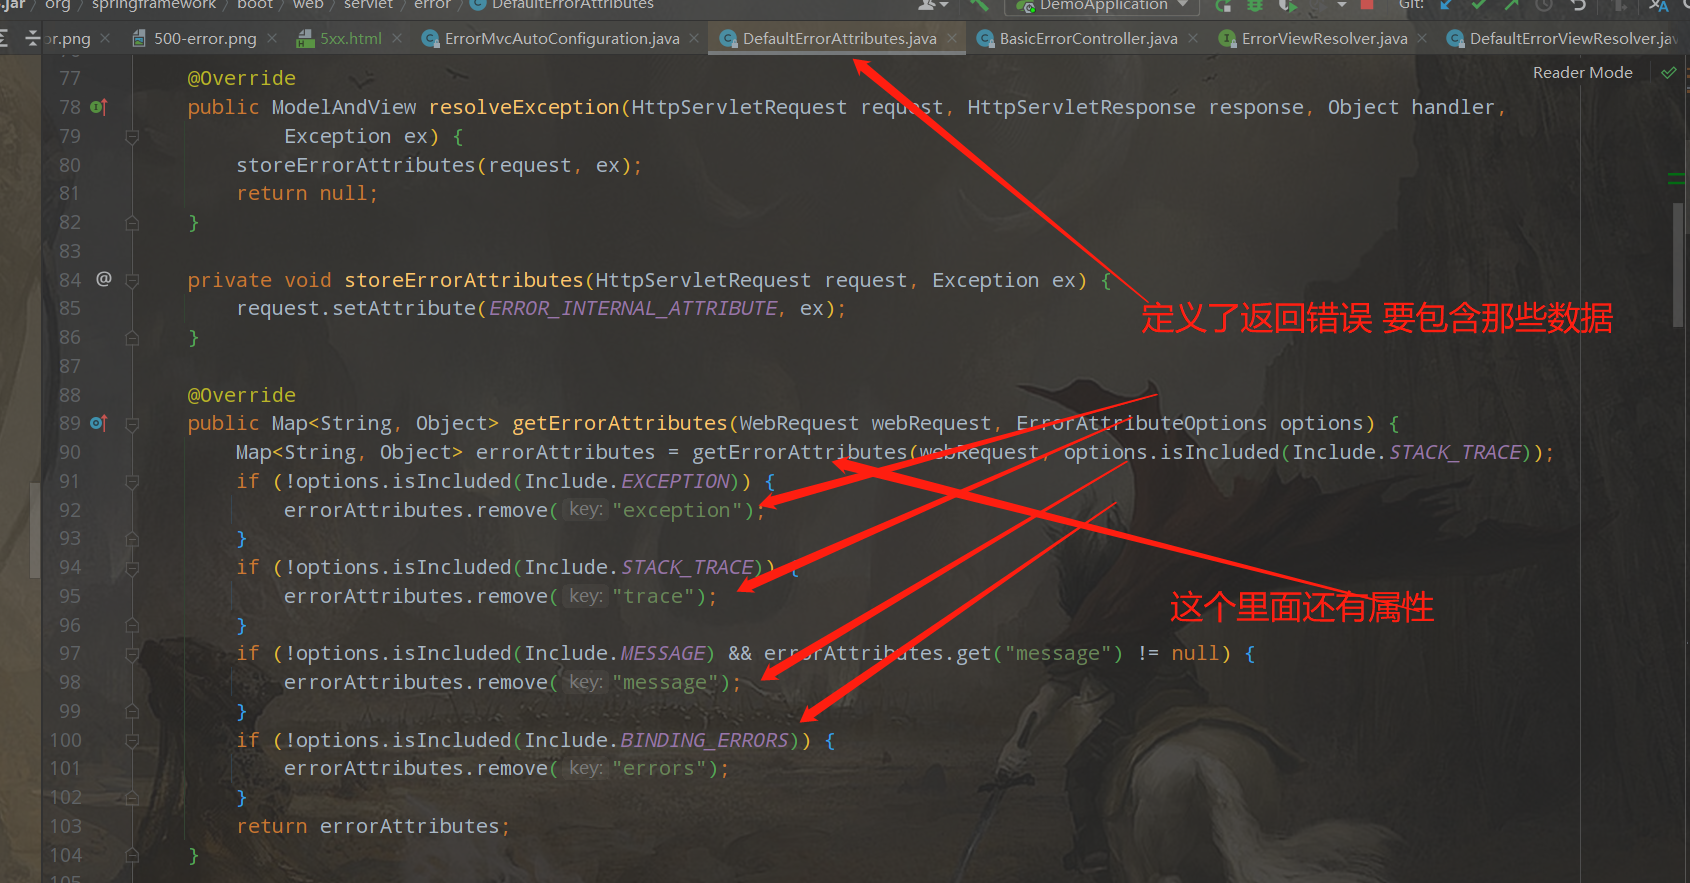 .jar / org / springframework / boot / web / servlet / error / DefaultErrorAttributes
DemoApplication
Git:
or.png
500-error.png
5xx.html
ErrorMvcAutoConfiguration.java
DefaultErrorAttributes.java
BasicErrorController.java
ErrorViewResolver.java
DefaultErrorViewResolver.jav
Reader Mode
77 @Override
78 public ModelAndView resolveException(HttpServletRequest request, HttpServletResponse response, Object handler,
79 Exception ex) {
80 storeErrorAttributes(request, ex);
81 return null;
82 }
83
84 @ private void storeErrorAttributes(HttpServletRequest request, Exception ex) {
85 request.setAttribute(ERROR_INTERNAL_ATTRIBUTE, ex);
定义了返回错误 要包含那些数据
86 }
87
88 @Override
89 public Map<String, Object> getErrorAttributes(WebRequest webRequest, ErrorAttributeOptions options) {
90 Map<String, Object> errorAttributes = getErrorAttributes(webRequest, options.isIncluded(Include.STACK_TRACE));
91 if (!options.isIncluded(Include.EXCEPTION)) {
92 errorAttributes.remove( key: "exception");
93 }
94 if (!options.isIncluded(Include.STACK_TRACE)) {
95 errorAttributes.remove( key: "trace");
这个里面还有属性
96 }
97 if (!options.isIncluded(Include.MESSAGE) && errorAttributes.get("message") != null) {
98 errorAttributes.remove( key: "message");
99 }
100 if (!options.isIncluded(Include.BINDING_ERRORS)) {
101 errorAttributes.remove( key: "errors");
102 }
103 return errorAttributes;
104 }
105